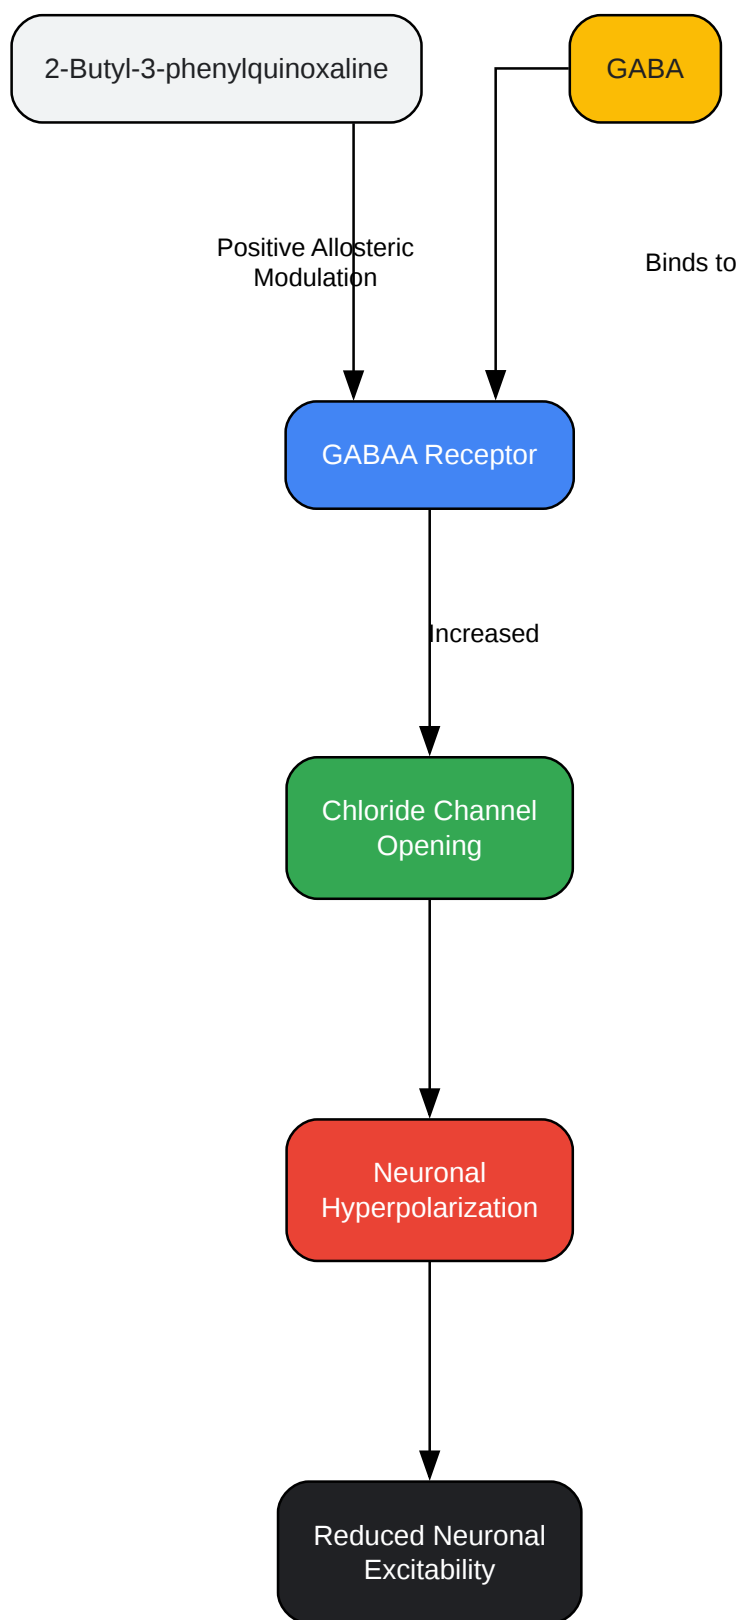 2-Butyl-3-phenylquinoxaline
GABA
Positive Allosteric
Modulation
Binds to
GABAA Receptor
Increased
Chloride Channel
Opening
Neuronal
Hyperpolarization
Reduced Neuronal
Excitability